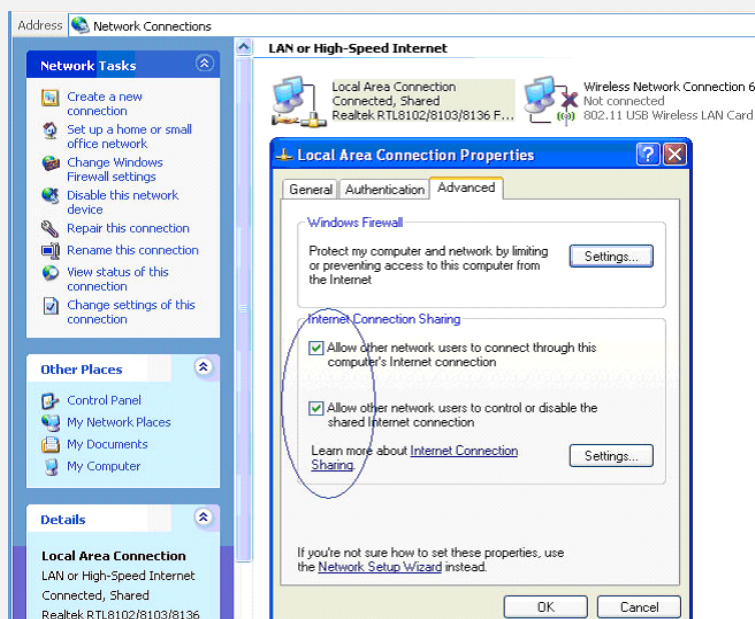 Address Network Connections
Network Tasks
Create a new
connection
Set up a home or small
office network
Change Windows
Firewall settings
Disable this network
device
Repair this connection
Rename this connection
View status of this
connection
Change settings of this
connection
Other Places
Control Panel
My Network Places
My Documents
My Computer
Details
Local Area Connection
LAN or High-Speed Internet
Connected, Shared
Realtek RTL8102/8103/8136
LAN or High-Speed Internet
Local Area Connection
Connected, Shared
Realtek RTL8102/8103/8136 F...
Wireless Network Connection 6
Not connected
802.11 USB Wireless LAN Card
Local Area Connection Properties
General Authentication Advanced
Windows Firewall
Protect my computer and network by limiting
or preventing access to this computer from
the Internet
Settings...
Internet Connection Sharing
Allow other network users to connect through this
computer's Internet connection
Allow other network users to control or disable the
shared Internet connection
Learn more about Internet Connection
Sharing.
Settings...
If you're not sure how to set these properties, use
the Network Setup Wizard instead.
OK Cancel